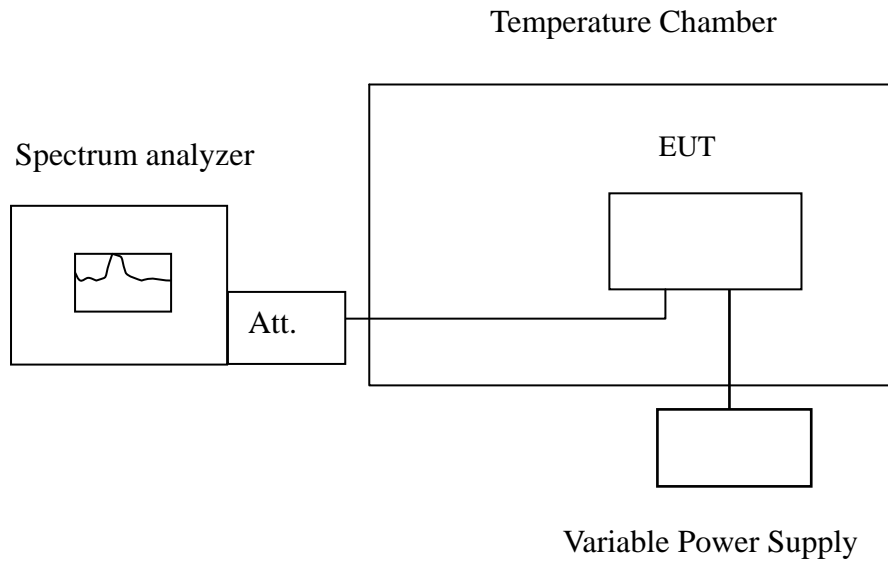 Temperature Chamber
Spectrum analyzer
EUT
Att.
Variable Power Supply